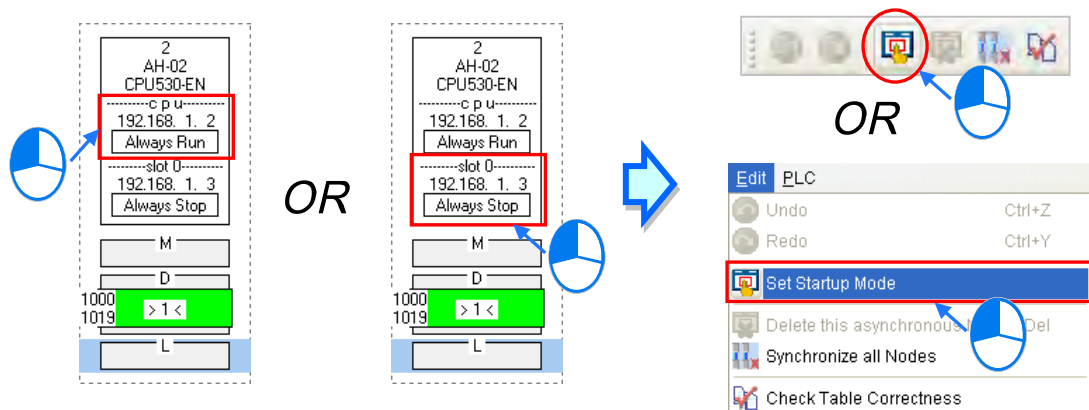 2
AH-02
CPU530-EN
--------c p u-------
192.168. 1. 2
Always Run
--------slot 0---------
192.168. 1. 3
Always Stop
M
D
1000
1019
> 1 <
L
OR
2
AH-02
CPU530-EN
--------c p u-------
192.168. 1. 2
Always Run
--------slot 0---------
192.168. 1. 3
Always Stop
M
D
1000
1019
> 1 <
L
OR
Edit PLC
Undo Ctrl+Z
Redo Ctrl+Y
Set Startup Mode
Delete this asynchronous Del
Synchronize all Nodes
Check Table Correctness